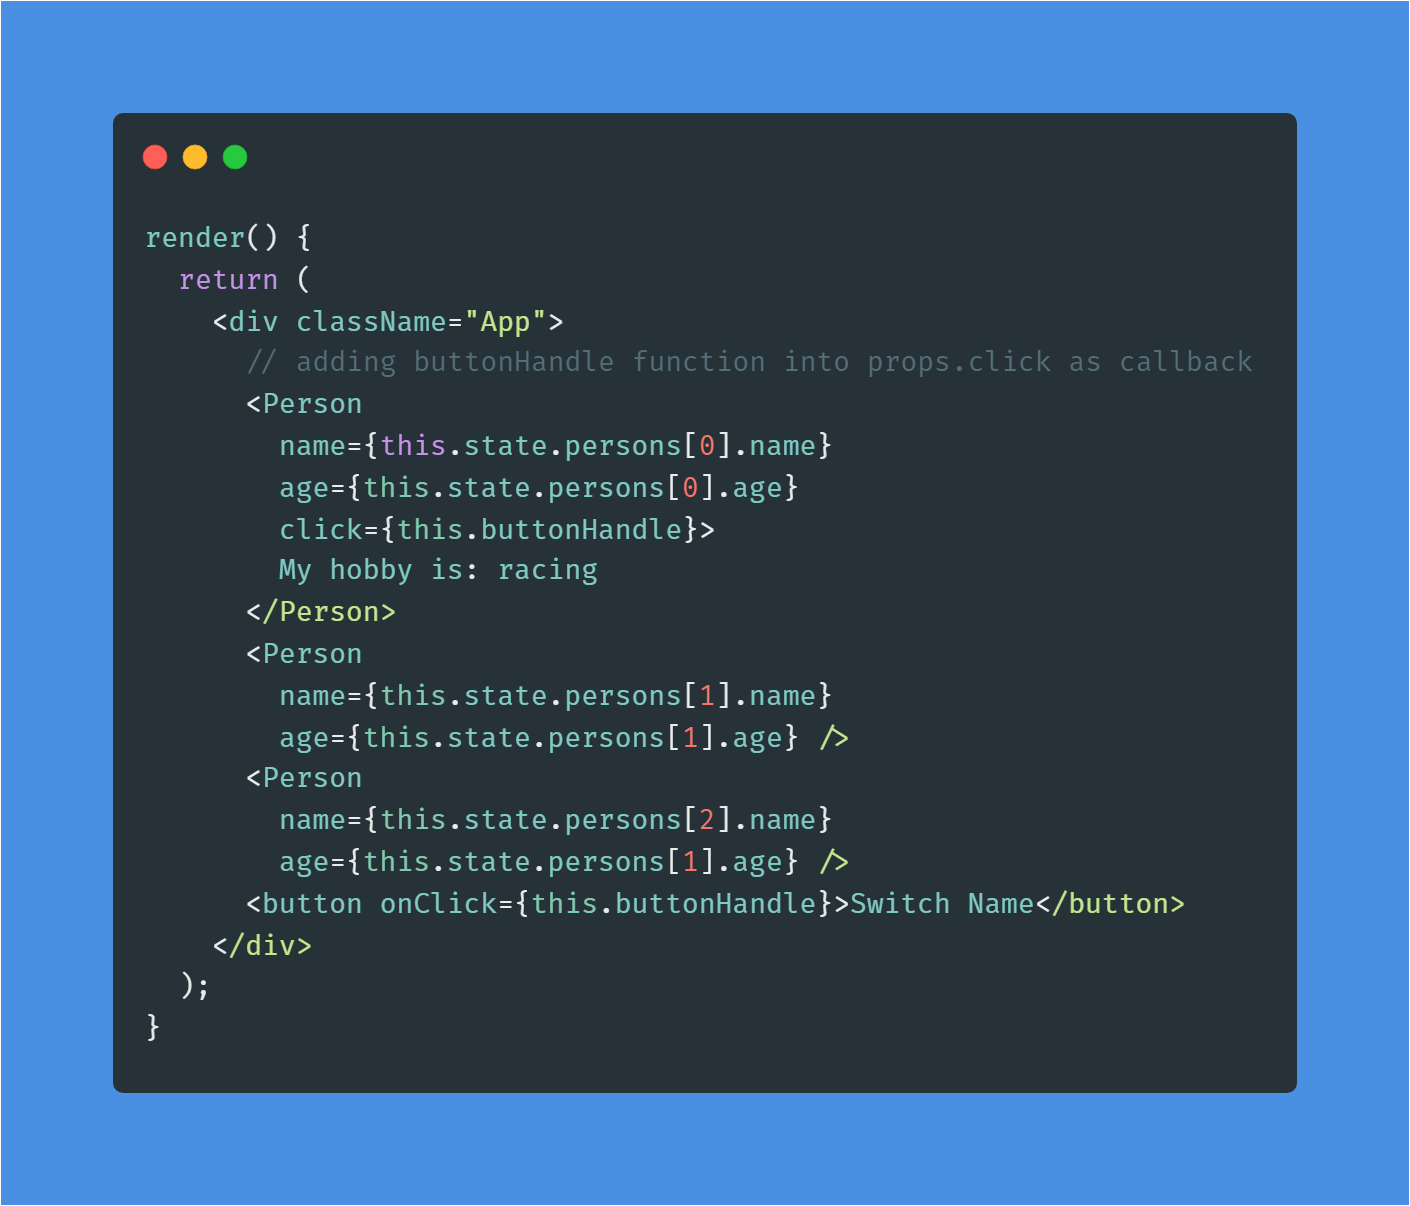 render() {
  return (
    <div className="App">
      // adding buttonHandle function into props.click as callback
      <Person
        name={this.state.persons[0].name}
        age={this.state.persons[0].age}
        click={this.buttonHandle}>
        My hobby is: racing
      </Person>
      <Person
        name={this.state.persons[1].name}
        age={this.state.persons[1].age} />
      <Person
        name={this.state.persons[2].name}
        age={this.state.persons[1].age} />
      <button onClick={this.buttonHandle}>Switch Name</button>
    </div>
  );
}